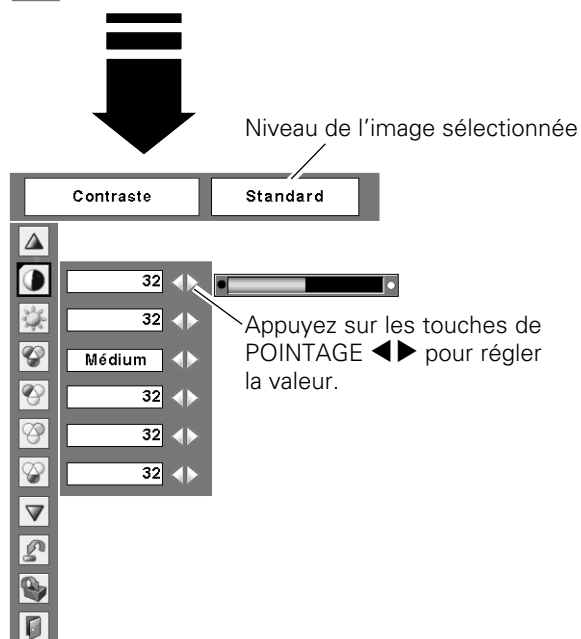 Niveau de l'image sélectionnée
Contraste Standard
32
32
Appuyez sur les touches de
POINTAGE ◀▶ pour régler
la valeur.
Médium
32
32
32